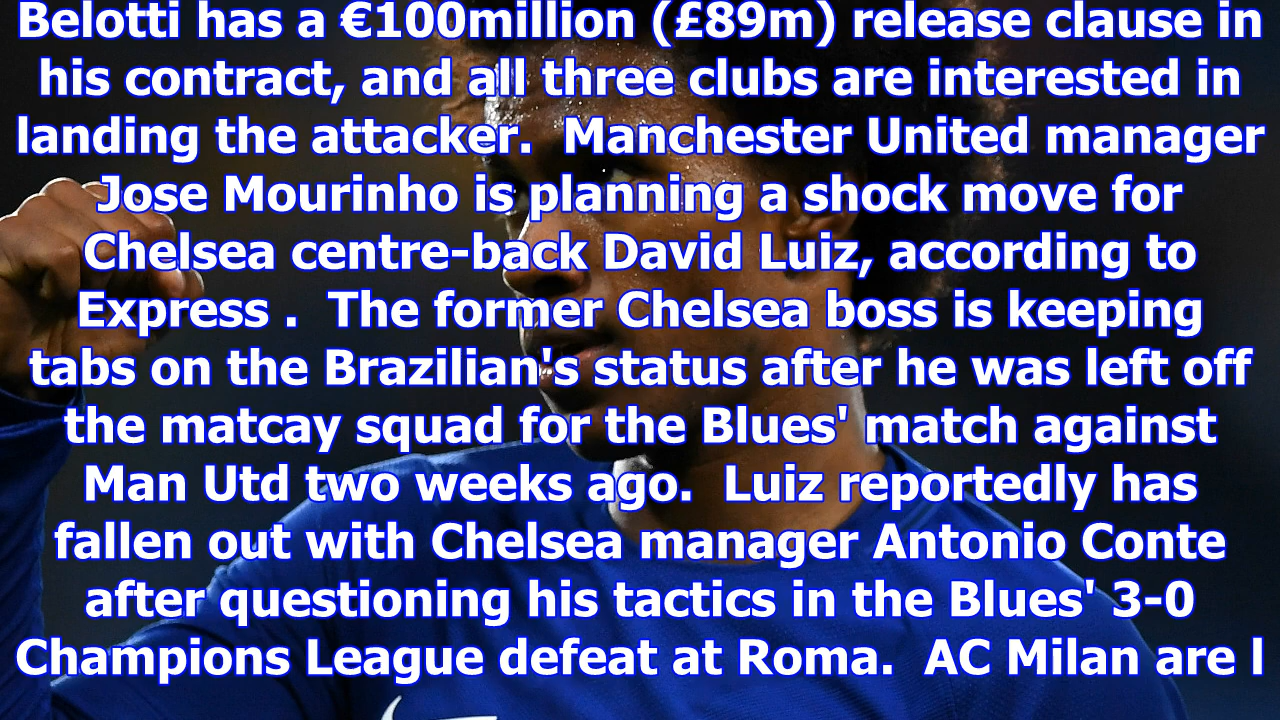 Belotti has a €100million (£89m) release clause in
his contract, and all three clubs are interested in
landing the attacker.  Manchester United manager
Jose Mourinho is planning a shock move for
Chelsea centre-back David Luiz, according to
Express .  The former Chelsea boss is keeping
tabs on the Brazilian's status after he was left off
the matcay squad for the Blues' match against
Man Utd two weeks ago.  Luiz reportedly has
fallen out with Chelsea manager Antonio Conte
after questioning his tactics in the Blues' 3-0
Champions League defeat at Roma.  AC Milan are l